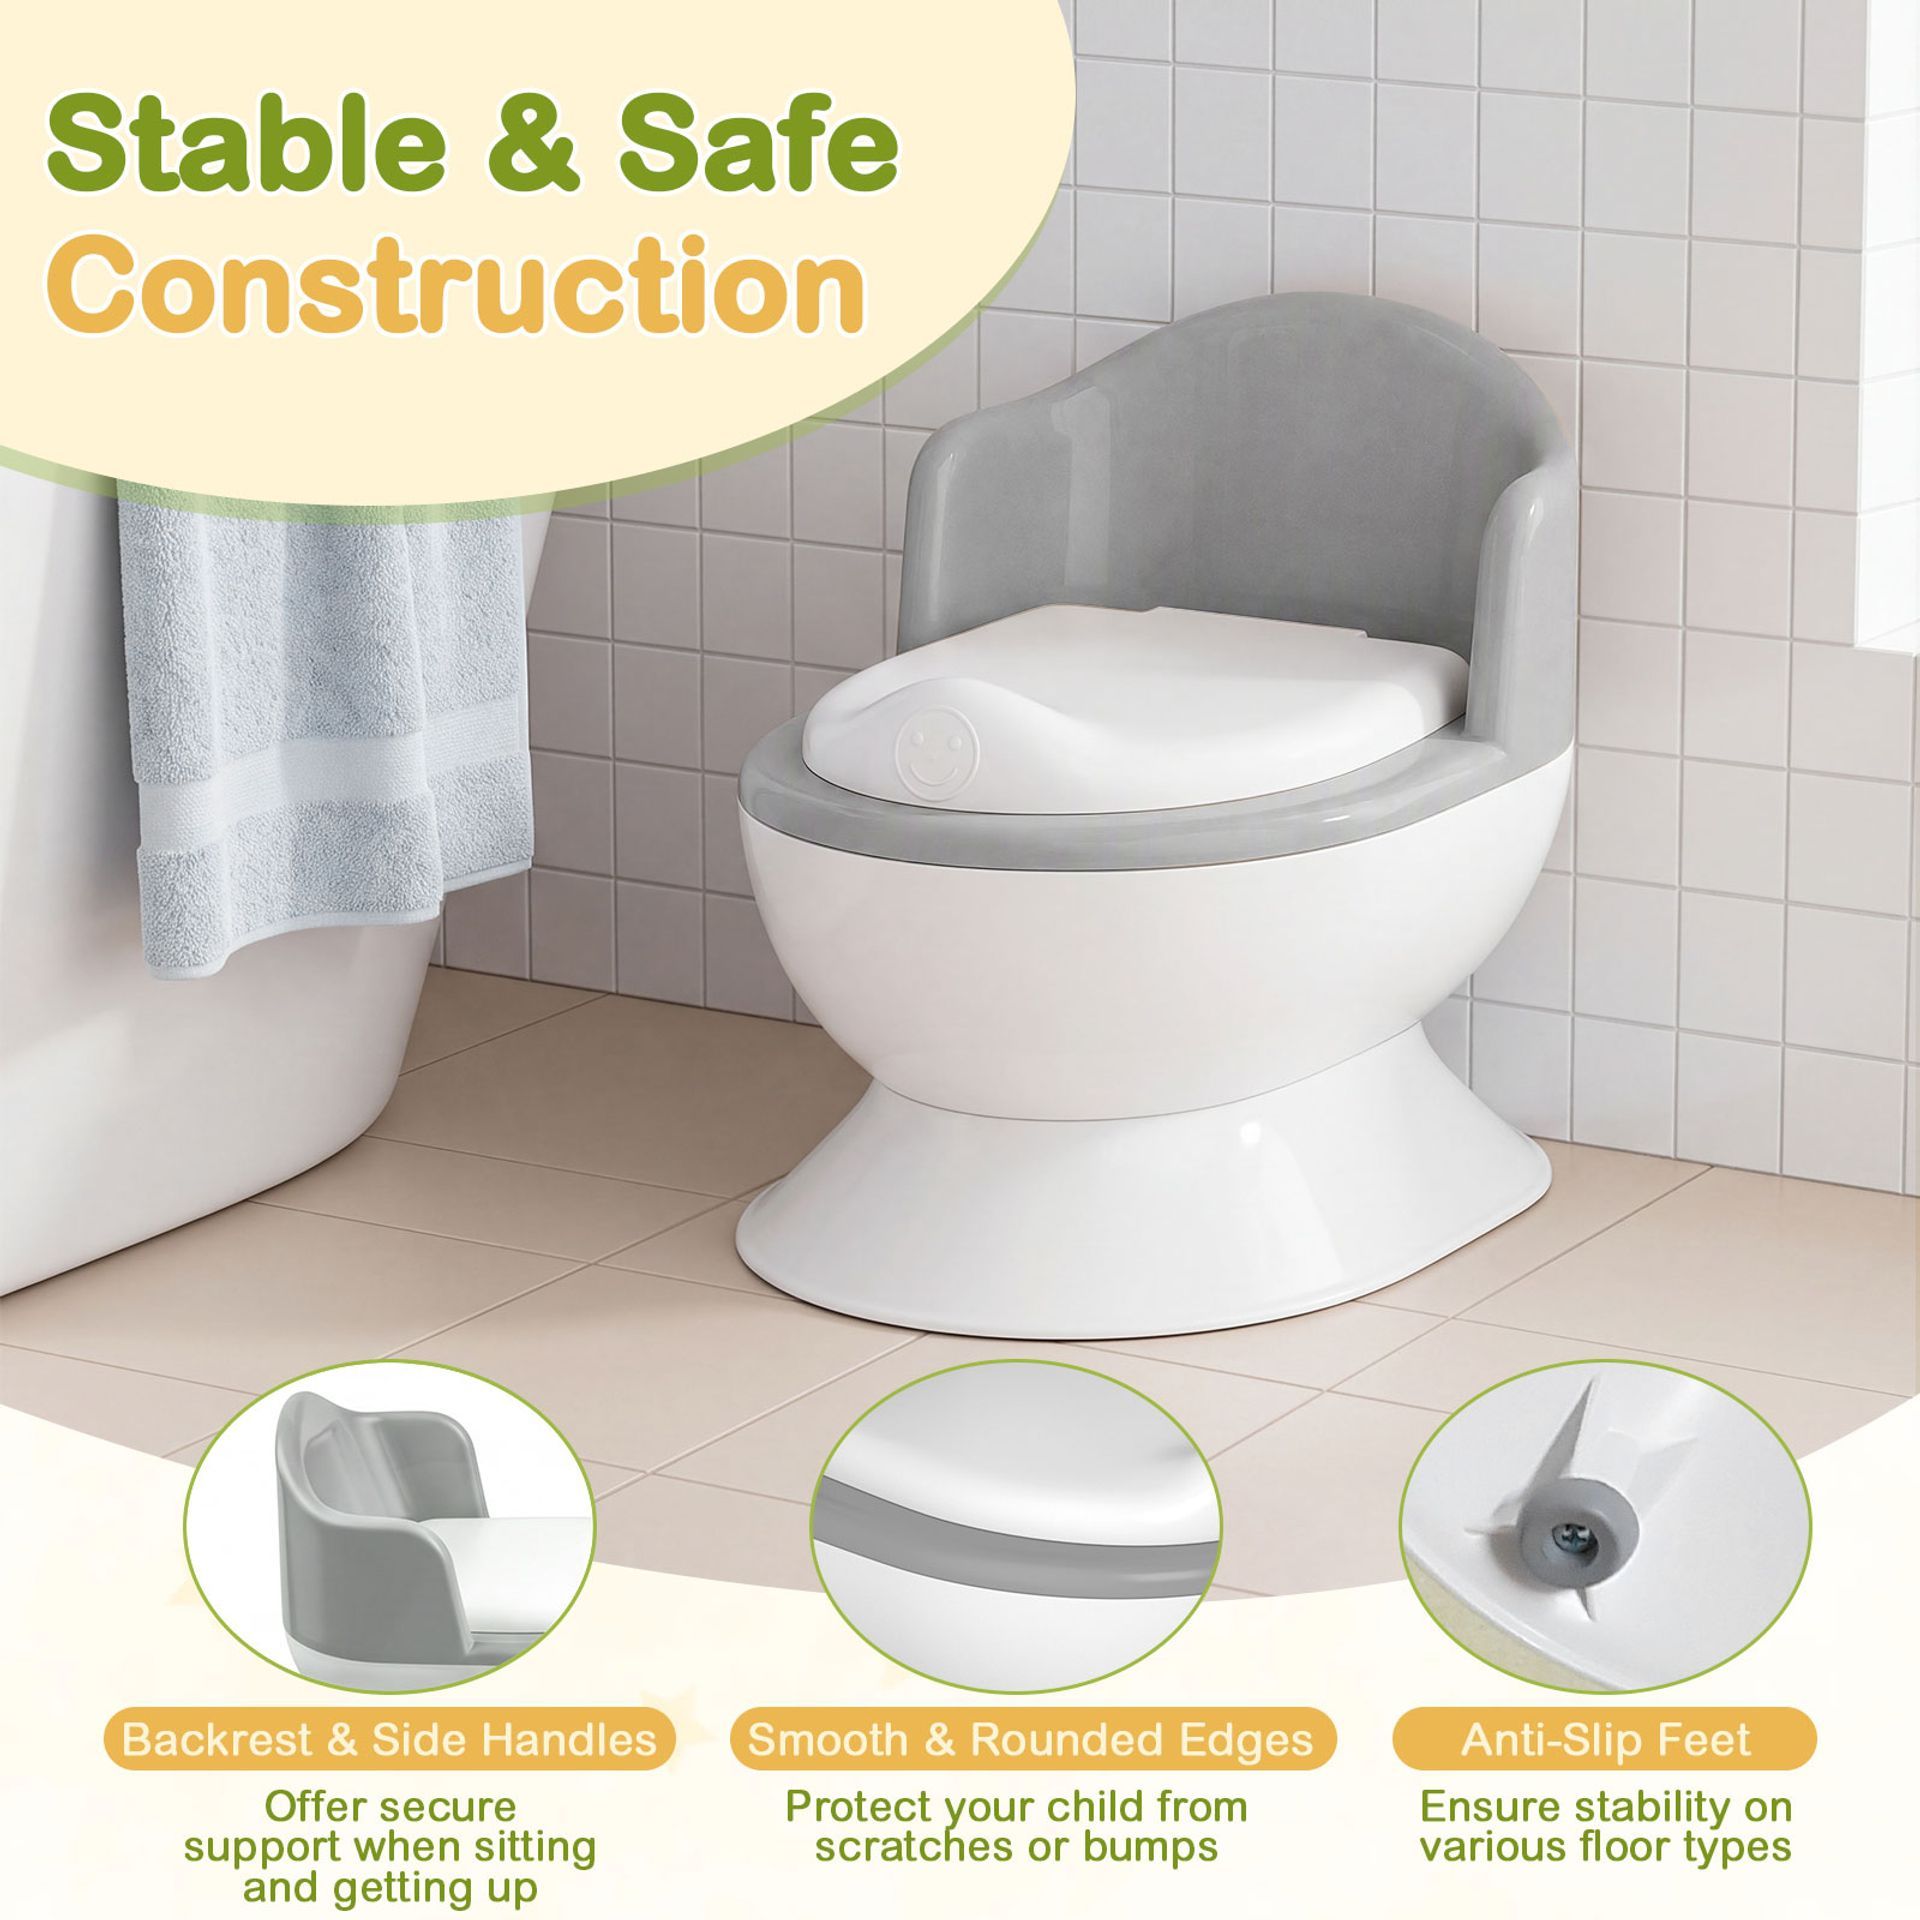 Stable & Safe
Construction
Backrest & Side Handles
Offer secure
support when sitting
and getting up
Smooth & Rounded Edges
Protect your child from
scratches or bumps
Anti-Slip Feet
Ensure stability on
various floor types